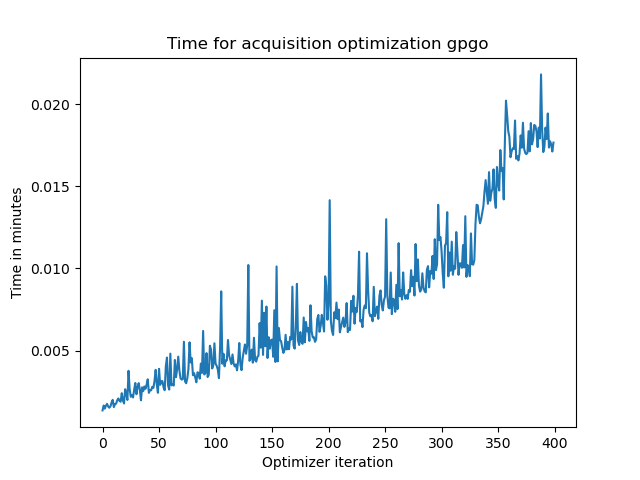 Time for acquisition optimization gpgo
0.020
0.015
0.010
0.005
Time in minutes
0 50 100 150 200 250 300 350 400
Optimizer iteration